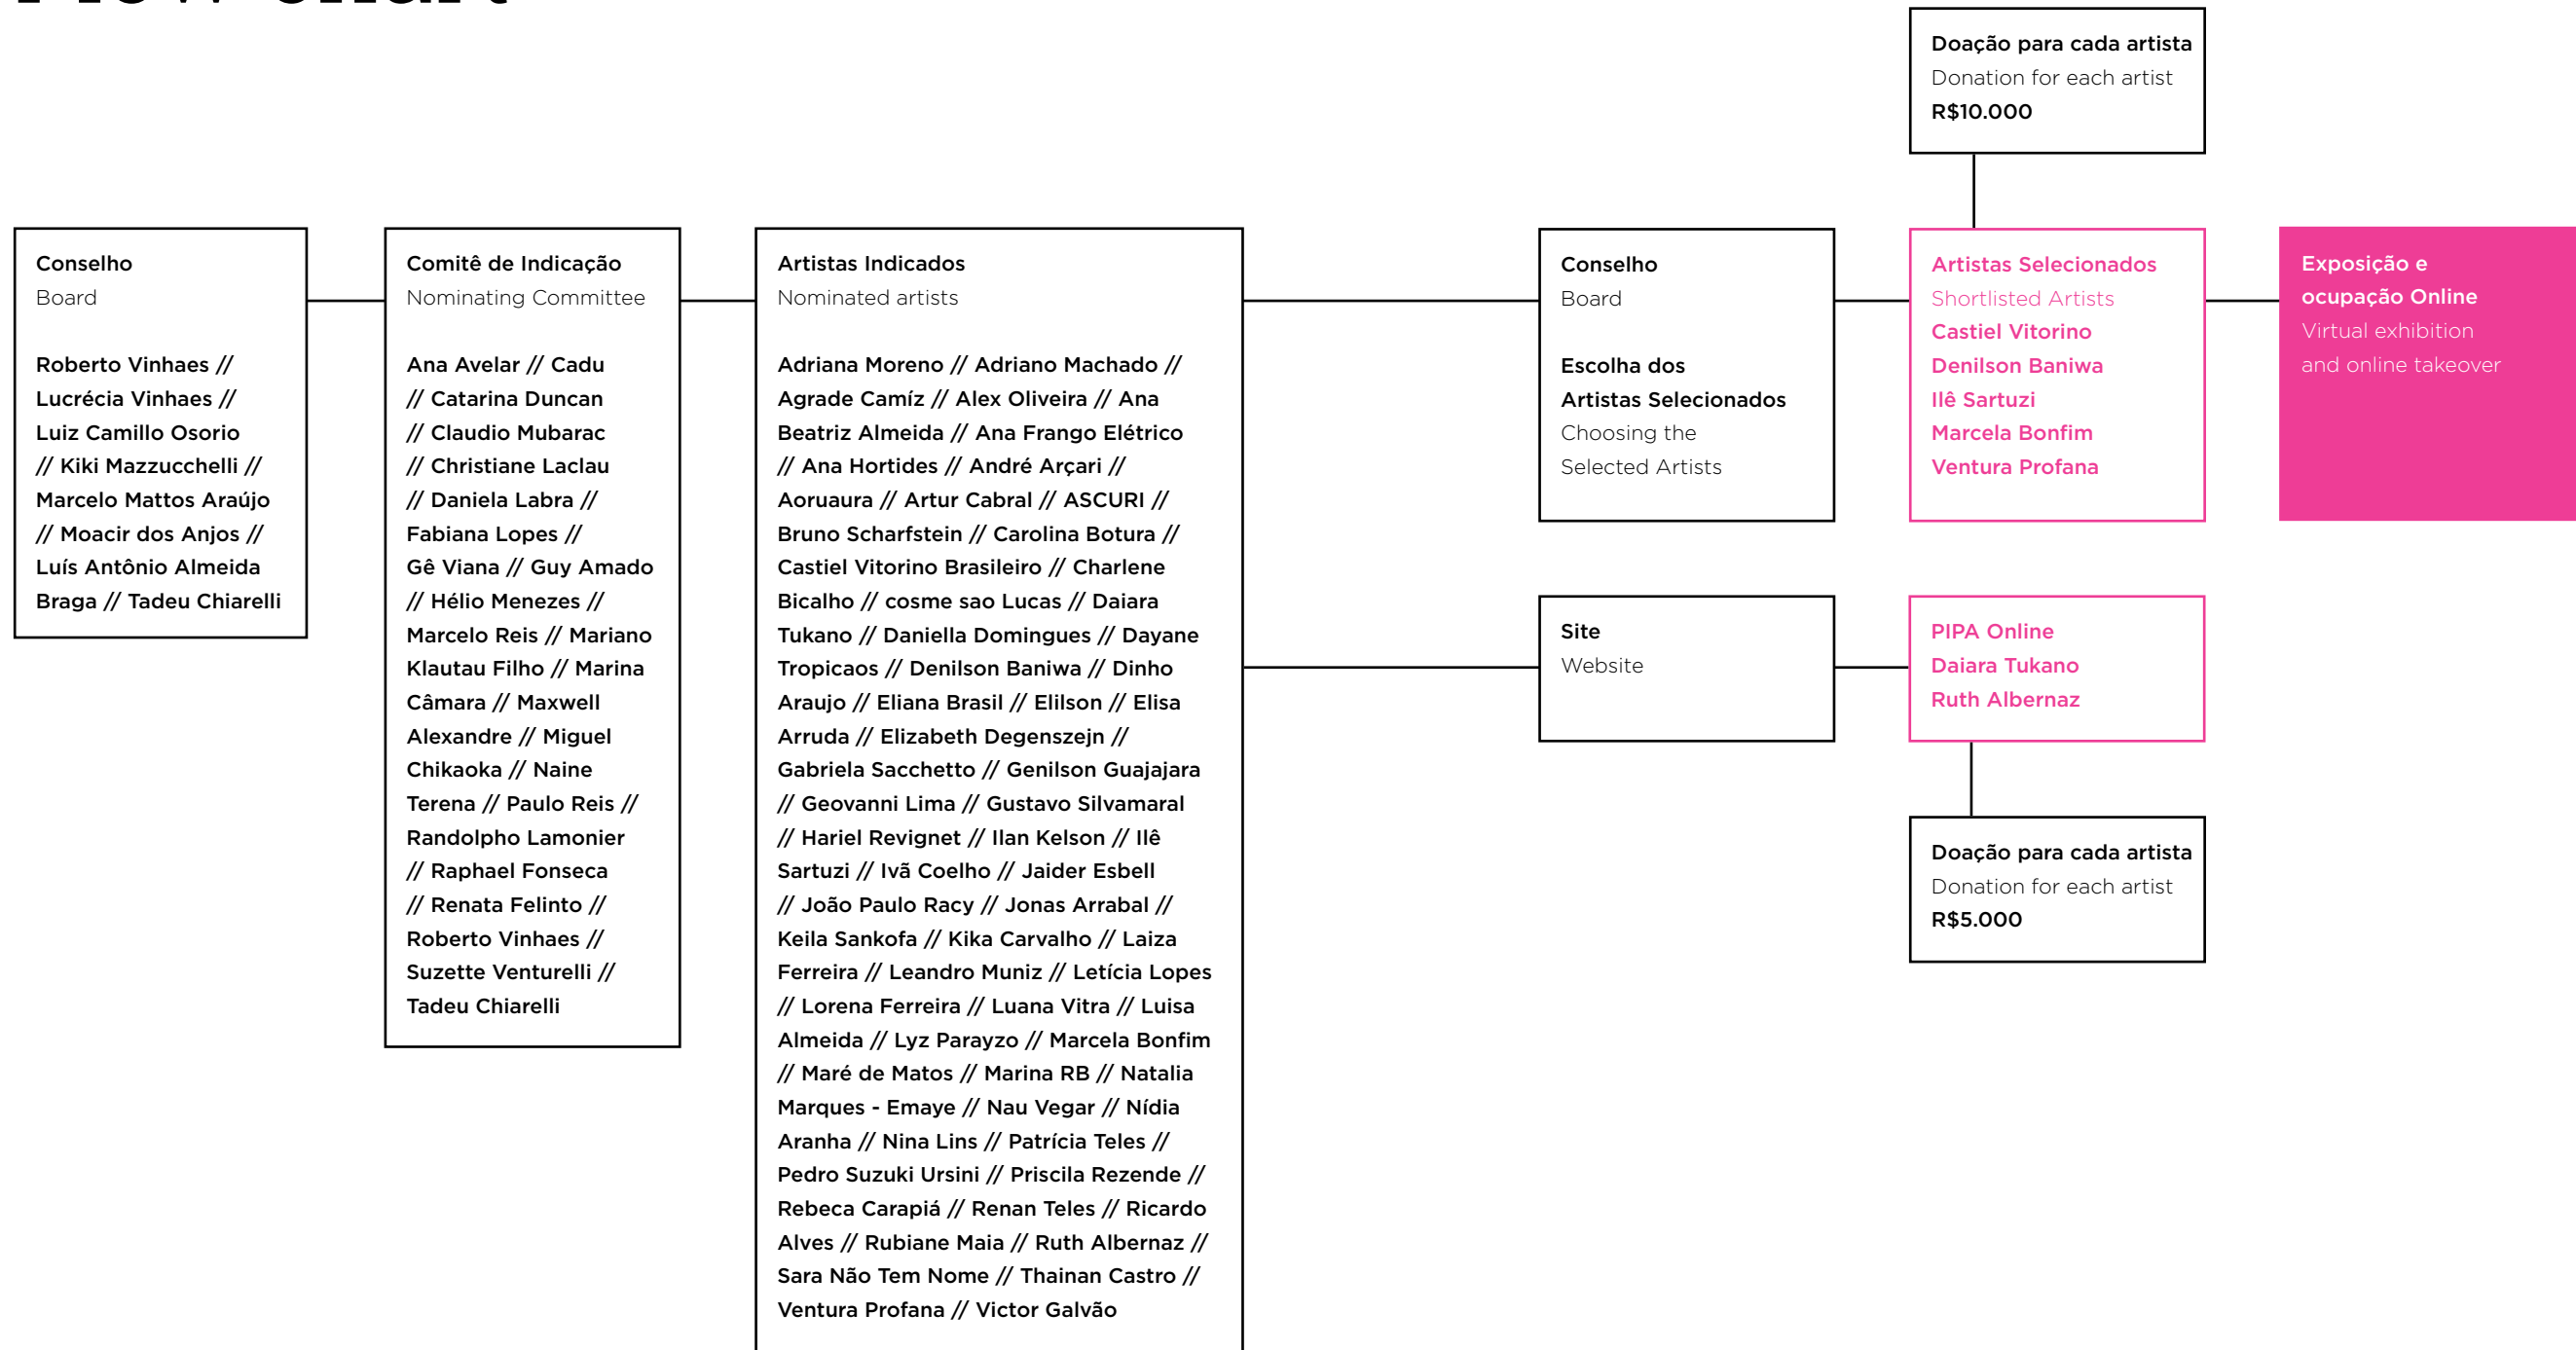 Flow chart
Doação para cada artista
Donation for each artist
R$10.000
Conselho
Board
Roberto Vinhaes //
Lucrécia Vinhaes //
Luiz Camillo Osorio
// Kiki Mazzucchelli //
Marcelo Mattos Araújo
// Moacir dos Anjos //
Luís Antônio Almeida
Braga // Tadeu Chiarelli
Comitê de Indicação
Nominating Committee
Ana Avelar // Cadu
// Catarina Duncan
// Claudio Mubarac
// Christiane Laclau
// Daniela Labra //
Fabiana Lopes //
Gê Viana // Guy Amado
// Hélio Menezes //
Marcelo Reis // Mariano
Klautau Filho // Marina
Câmara // Maxwell
Alexandre // Miguel
Chikaoka // Naine
Terena // Paulo Reis //
Randolpho Lamonier
// Raphael Fonseca
// Renata Felinto //
Roberto Vinhaes //
Suzette Venturelli //
Tadeu Chiarelli
Artistas Indicados
Nominated artists
Adriana Moreno // Adriano Machado //
Agrade Camíz // Alex Oliveira // Ana
Beatriz Almeida // Ana Frango Elétrico
// Ana Hortides // André Arçari //
Aoruaura // Artur Cabral // ASCURI //
Bruno Scharfstein // Carolina Botura //
Castiel Vitorino Brasileiro // Charlene
Bicalho // cosme sao Lucas // Daiara
Tukano // Daniella Domingues // Dayane
Tropicaos // Denilson Baniwa // Dinho
Araujo // Eliana Brasil // Elilson // Elisa
Arruda // Elizabeth Degenszejn //
Gabriela Sacchetto // Genilson Guajajara
// Geovanni Lima // Gustavo Silvamaral
// Hariel Revignet // Ilan Kelson // Ilê
Sartuzi // Ivã Coelho // Jaider Esbell
// João Paulo Racy // Jonas Arrabal //
Keila Sankofa // Kika Carvalho // Laiza
Ferreira // Leandro Muniz // Letícia Lopes
// Lorena Ferreira // Luana Vitra // Luisa
Almeida // Lyz Parayzo // Marcela Bonfim
// Maré de Matos // Marina RB // Natalia
Marques - Emaye // Nau Vegar // Nídia
Aranha // Nina Lins // Patrícia Teles //
Pedro Suzuki Ursini // Priscila Rezende //
Rebeca Carapiá // Renan Teles // Ricardo
Alves // Rubiane Maia // Ruth Albernaz //
Sara Não Tem Nome // Thainan Castro //
Ventura Profana // Victor Galvão
Conselho
Board
Escolha dos
Artistas Selecionados
Choosing the
Selected Artists
Artistas Selecionados
Shortlisted Artists
Castiel Vitorino
Denilson Baniwa
Ilê Sartuzi
Marcela Bonfim
Ventura Profana
Exposição e
ocupação Online
Virtual exhibition
and online takeover
Site
Website
PIPA Online
Daiara Tukano
Ruth Albernaz
Doação para cada artista
Donation for each artist
R$5.000